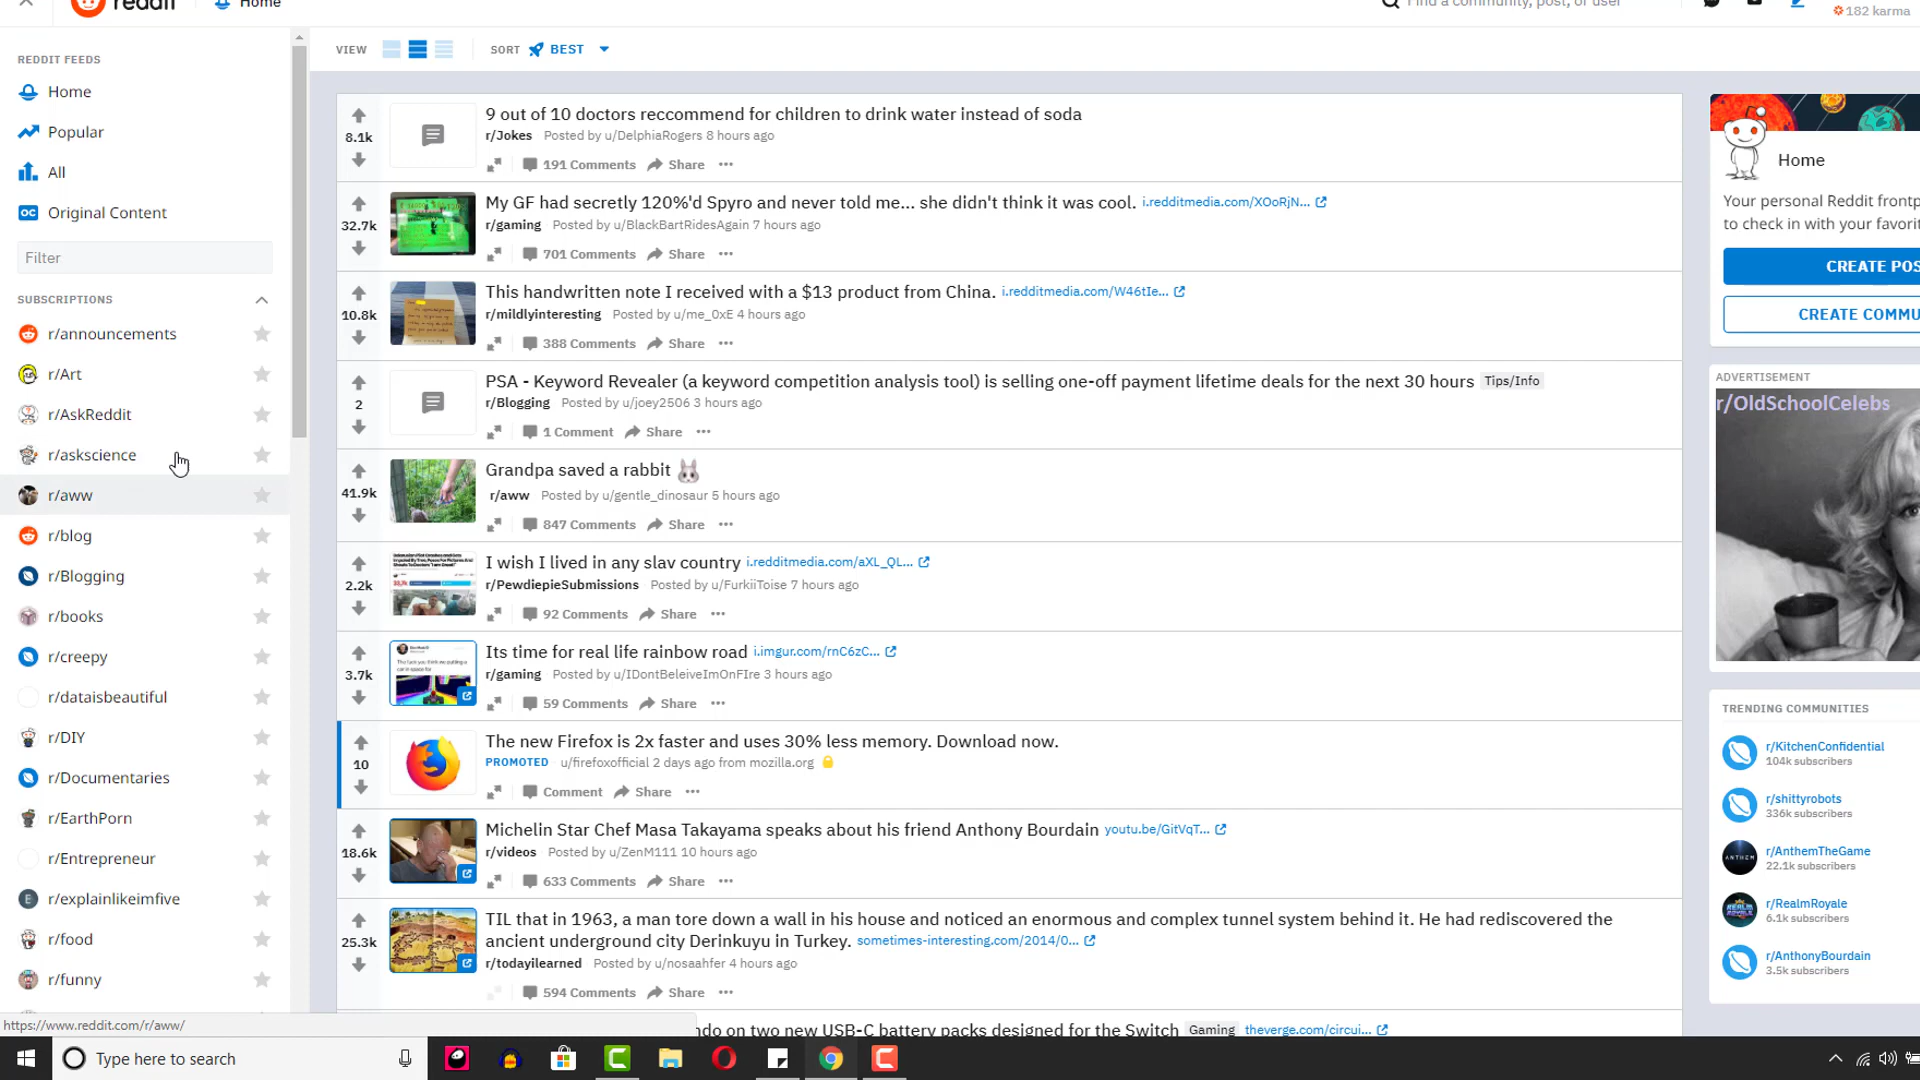 reddit
Home
Find a community, post, or user
182 karma
REDDIT FEEDS
Home
Popular
All
OC Original Content
Filter
SUBSCRIPTIONS
r/announcements
r/Art
r/AskReddit
r/askscience
r/aww
r/blog
r/Blogging
r/books
r/creepy
r/dataisbeautiful
r/DIY
r/Documentaries
r/EarthPorn
r/Entrepreneur
E r/explainlikeimfive
r/food
r/funny
https://www.reddit.com/r/aww/
VIEW SORT BEST
8.1k
9 out of 10 doctors reccommend for children to drink water instead of soda
r/Jokes Posted by u/DelphiaRogers 8 hours ago
191 Comments Share
32.7k
My GF had secretly 120%'d Spyro and never told me... she didn't think it was cool. i.redditmedia.com/XOoRjN...
r/gaming Posted by u/BlackBartRidesAgain 7 hours ago
701 Comments Share
10.8k
This handwritten note I received with a $13 product from China. i.redditmedia.com/W46tIe...
r/mildlyinteresting Posted by u/me_0xE 4 hours ago
388 Comments Share
2
PSA - Keyword Revealer (a keyword competition analysis tool) is selling one-off payment lifetime deals for the next 30 hours Tips/Info
r/Blogging Posted by u/joey2506 3 hours ago
1 Comment Share
41.9k
Grandpa saved a rabbit
r/aww Posted by u/gentle_dinosaur 5 hours ago
847 Comments Share
2.2k
I wish I lived in any slav country i.redditmedia.com/aXL_QL...
r/PewdiepieSubmissions Posted by u/FurkiiToise 7 hours ago
92 Comments Share
3.7k
Its time for real life rainbow road i.imgur.com/rnC6zC...
r/gaming Posted by u/IDontBeleiveImOnFIre 3 hours ago
59 Comments Share
10
The new Firefox is 2x faster and uses 30% less memory. Download now.
PROMOTED u/firefoxofficial 2 days ago from mozilla.org
Comment Share
18.6k
Michelin Star Chef Masa Takayama speaks about his friend Anthony Bourdain youtu.be/GitVqT...
r/videos Posted by u/ZenM111 10 hours ago
633 Comments Share
25.3k
TIL that in 1963, a man tore down a wall in his house and noticed an enormous and complex tunnel system behind it. He had rediscovered the
ancient underground city Derinkuyu in Turkey. sometimes-interesting.com/2014/0...
r/todayilearned Posted by u/nosaahfer 4 hours ago
594 Comments Share
ndo on two new USB-C battery packs designed for the Switch Gaming theverge.com/circui...
Home
Your personal Reddit frontp
to check in with your favorit
CREATE POS
CREATE COMMU
ADVERTISEMENT
r/OldSchoolCelebs
TRENDING COMMUNITIES
r/KitchenConfidential
104k subscribers
r/shittyrobots
336k subscribers
ANTHEM
r/AnthemTheGame
22.1k subscribers
r/RealmRoyale
6.1k subscribers
r/AnthonyBourdain
3.5k subscribers
Type here to search